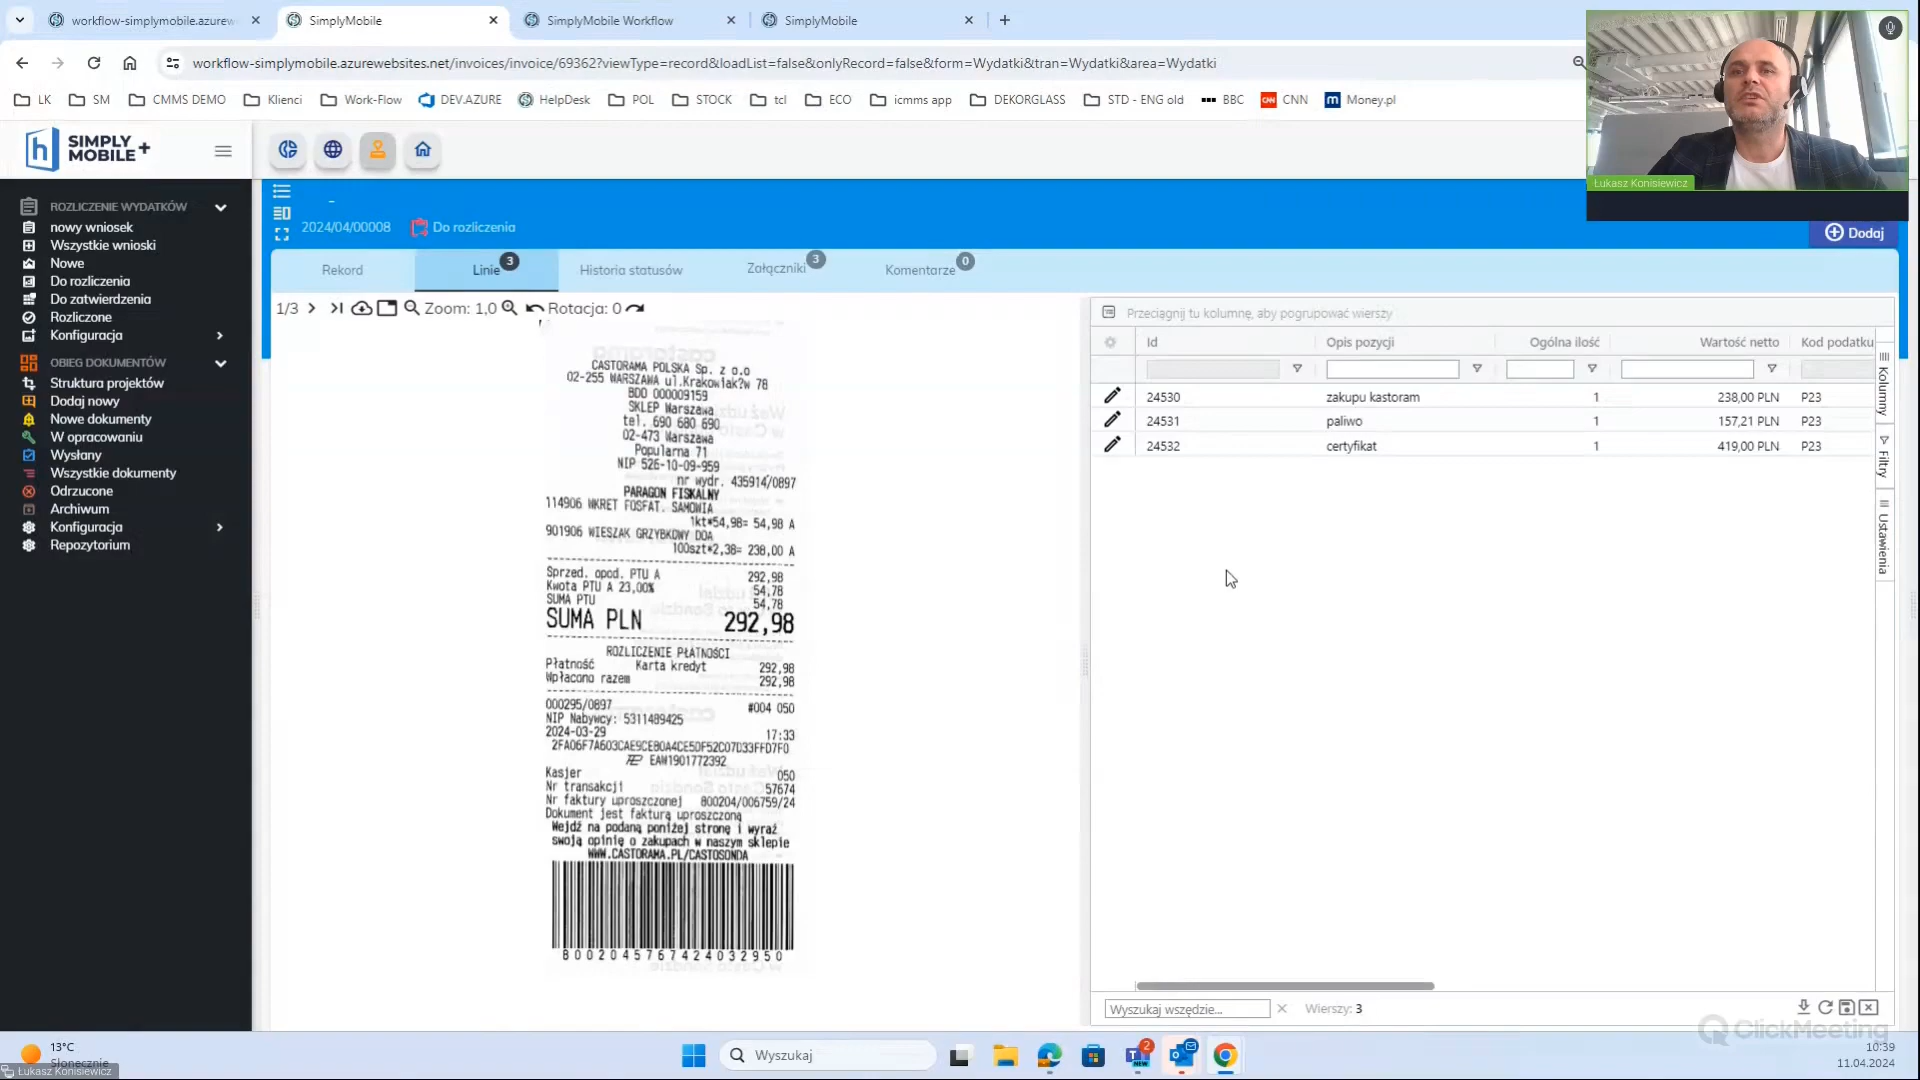 workflow-simplymobile.azurew
SimplyMobile
SimplyMobile Workflow
SimplyMobile
workflow-simplymobile.azurewebsites.net/invoices/invoice/69362?viewType=record&loadList=false&onlyRecord=false&form=Wydatki&tran=Wydatki&area=Wydatki
LK
SM
CMMS DEMO
Klienci
Work-Flow
DEV.AZURE
HelpDesk
POL
STOCK
tcl
ECO
icmms app
DEKORGLASS
STD - ENG old
BBC
CNN
Money.pl
Łukasz Konisiewicz
SIMPLY
MOBILE +
ROZLICZENIE WYDATKÓW
nowy wniosek
Wszystkie wnioski
Nowe
Do rozliczenia
Do zatwierdzenia
Rozliczone
Konfiguracja
OBIEG DOKUMENTÓW
Struktura projektów
Dodaj nowy
Nowe dokumenty
W opracowaniu
Wysłany
Wszystkie dokumenty
Odrzucone
Archiwum
Konfiguracja
Repozytorium
-
2024/04/00008
Do rozliczenia
Dodaj
Rekord
Linie 3
Historia statusów
Załączniki 3
Komentarze 0
1/3
Zoom: 1,0
Rotacja: 0
CASTORAMA POLSKA Sp. z o.o
02-255 WARSZAWA ul.Krakowiak?w 78
BDO 000009159
SKLEP Warszawa
tel. 690 680 690
02-473 Warszawa
Popularna 71
NIP 526-10-09-959
nr wydr. 435914/0897
PARAGON FISKALNY
114906 WKRET FOSFAT. SAMOWIA
1kt*54,98= 54,98 A
901906 WIESZAK GRZYBKOWY DOA
100szt*2,38= 238,00 A
Sprzed. opod. PTU A 292,98
Kwota PTU A 23,00% 54,78
SUMA PTU 54,78
SUMA PLN 292,98
ROZLICZENIE PŁATNOŚCI
Płatność Karta kredyt 292,98
Wpłacono razem 292,98
000295/0897 #004 050
NIP Nabywcy: 5311489425
2024-03-29 17:33
2FA06F7A603CAE9CE80A4CE5DF52C07D33FFD7F0
EAW1901772392
Kasjer 050
Nr transakcji 57674
Nr faktury uproszczonej 800204/006759/24
Dokument jest fakturą uproszczoną
Wejdź na podaną poniżej stronę i wyraź
swoją opinię o zakupach w naszym sklepie
WWW.CASTORAMA.PL/CASTOSONDA
8002045767424032950
Przeciągnij tu kolumnę, aby pogrupować wierszy
Id Opis pozycji Ogólna ilość Wartość netto Kod podatku
24530 zakupu kastoram 1 238,00 PLN P23
24531 paliwo 1 157,21 PLN P23
24532 certyfikat 1 419,00 PLN P23
Kolumny
Filtry
Ustawienia
Wyszukaj wszędzie...
Wierszy: 3
ClickMeeting
13°C
Słonecznie
Łukasz Konisiewicz
Wyszukaj
NEW
2
10:39
11.04.2024